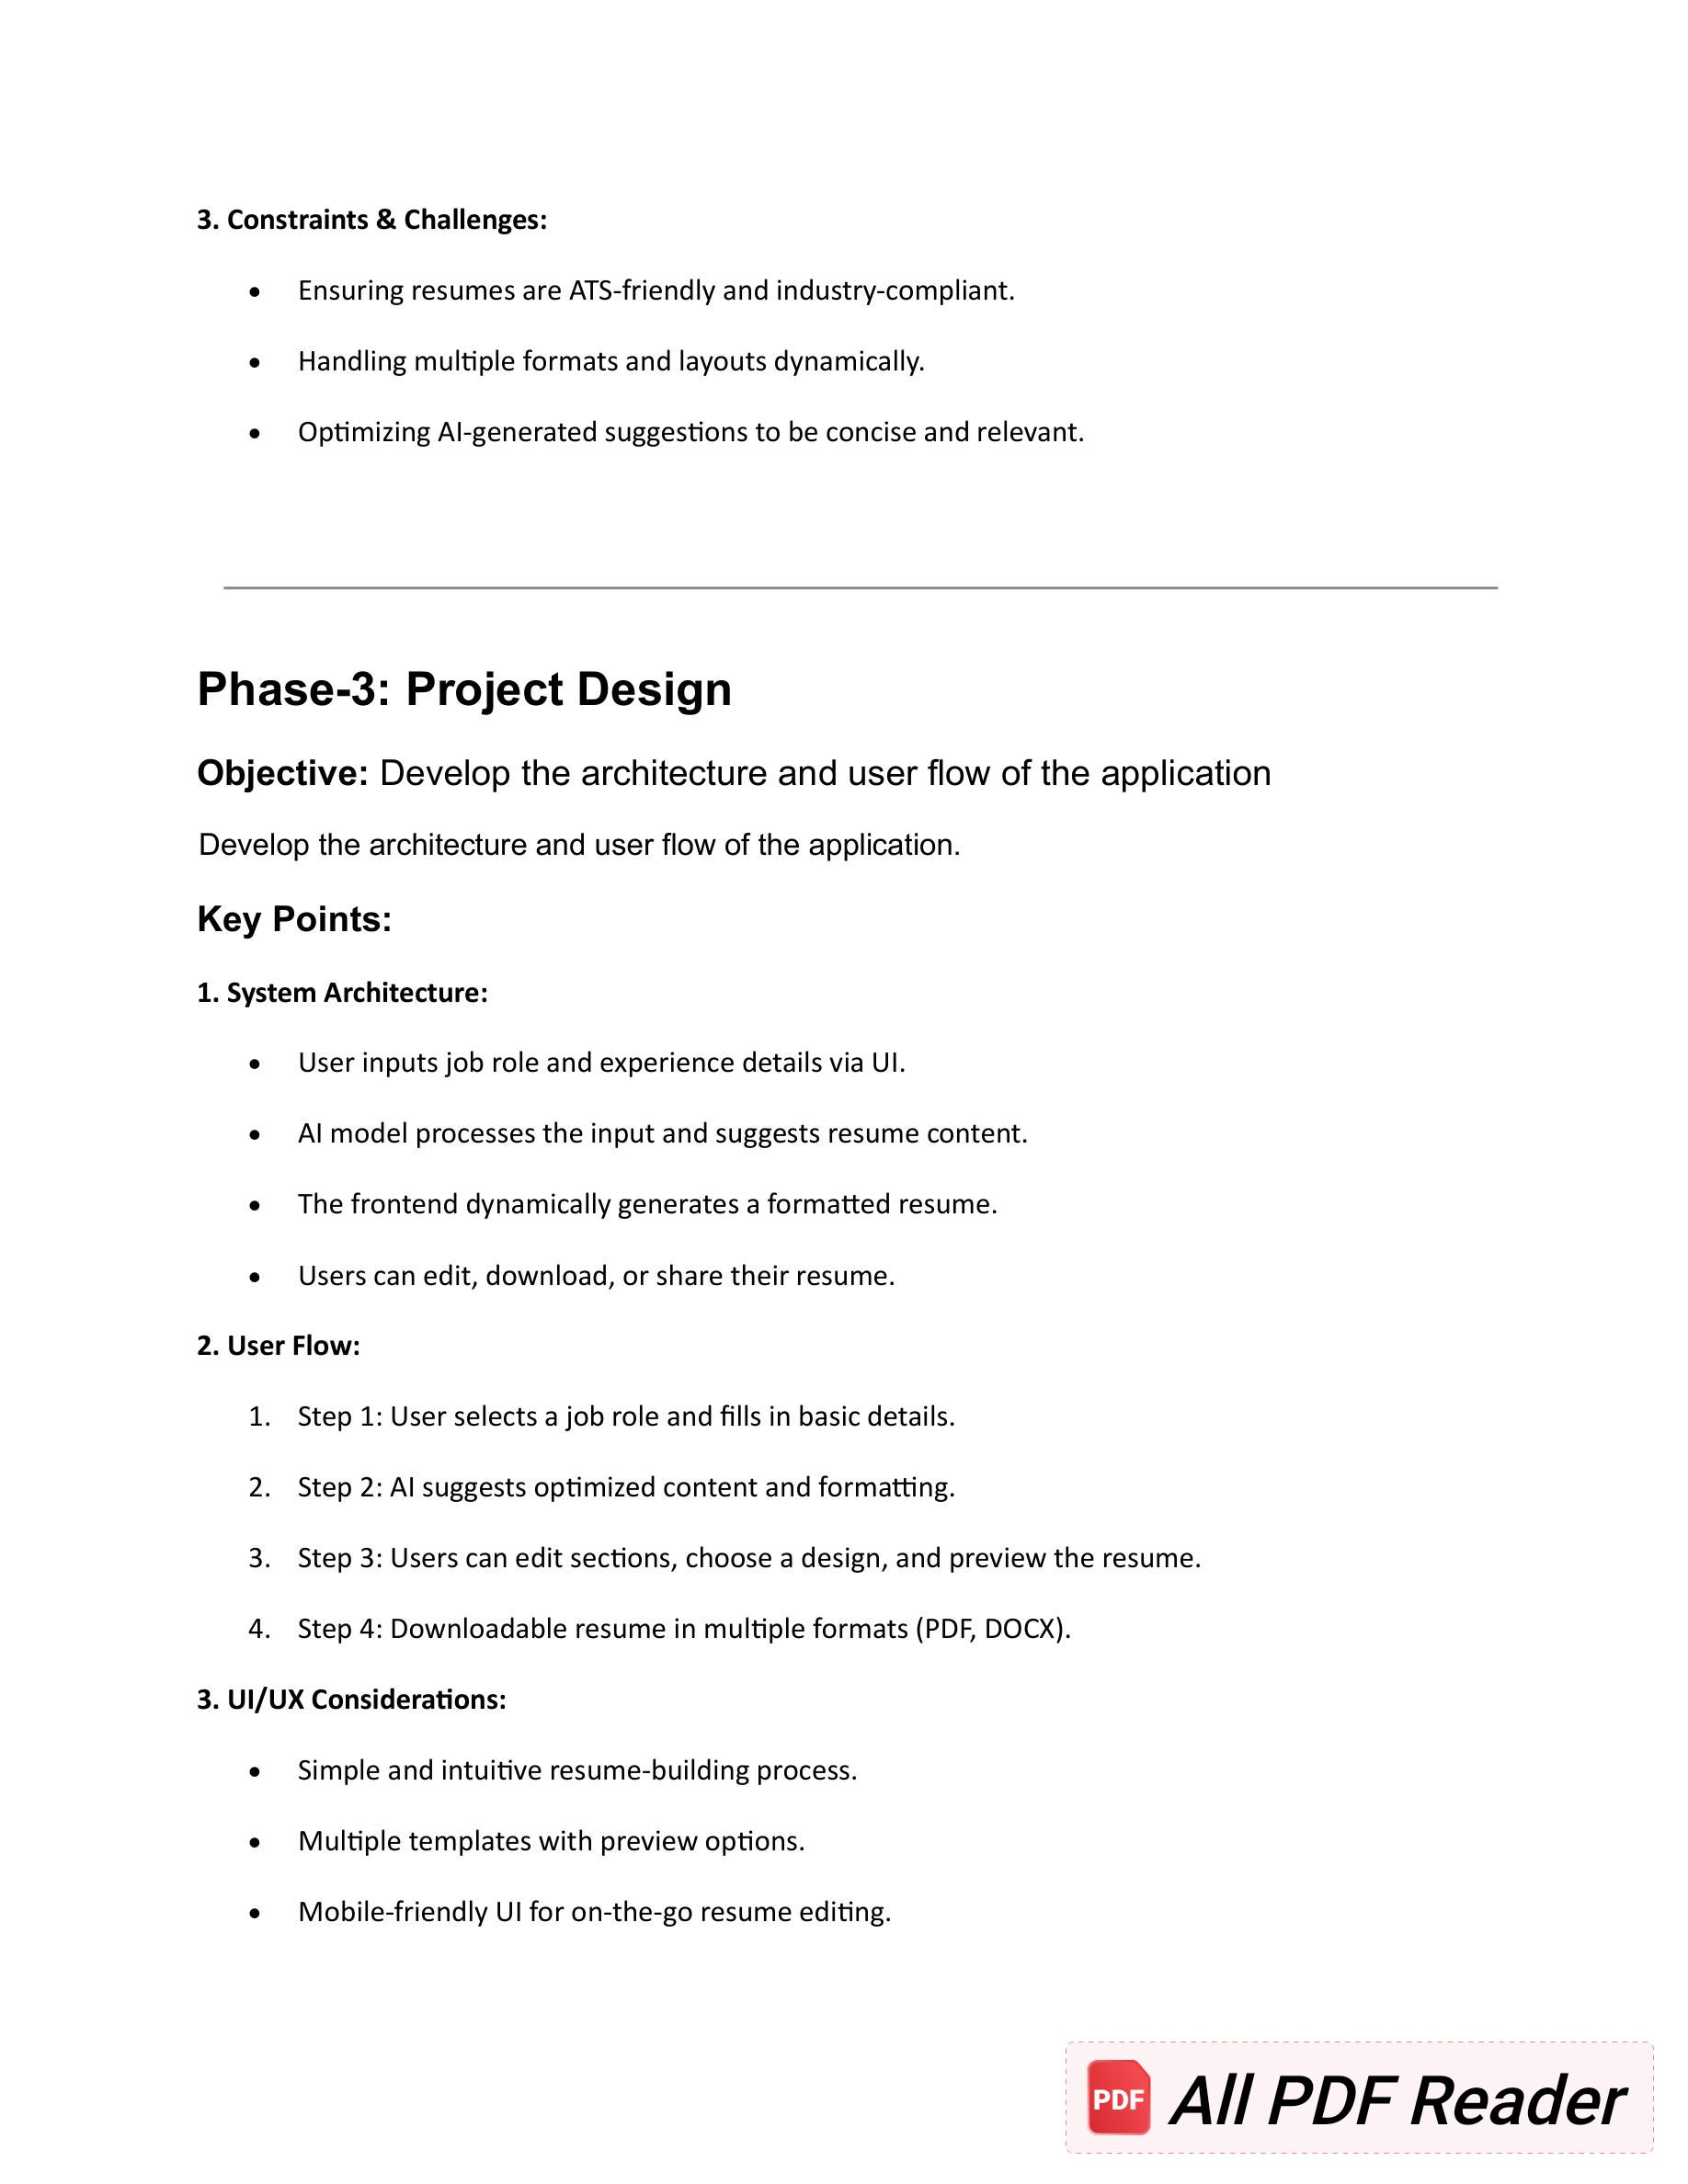 3. Constraints & Challenges:
• Ensuring resumes are ATS-friendly and industry-compliant.
• Handling multiple formats and layouts dynamically.
• Optimizing AI-generated suggestions to be concise and relevant.
Phase-3: Project Design
Objective: Develop the architecture and user flow of the application
Develop the architecture and user flow of the application.
Key Points:
1. System Architecture:
• User inputs job role and experience details via UI.
• AI model processes the input and suggests resume content.
• The frontend dynamically generates a formatted resume.
• Users can edit, download, or share their resume.
2. User Flow:
1. Step 1: User selects a job role and fills in basic details.
2. Step 2: AI suggests optimized content and formatting.
3. Step 3: Users can edit sections, choose a design, and preview the resume.
4. Step 4: Downloadable resume in multiple formats (PDF, DOCX).
3. UI/UX Considerations:
• Simple and intuitive resume-building process.
• Multiple templates with preview options.
• Mobile-friendly UI for on-the-go resume editing.
PDF All PDF Reader